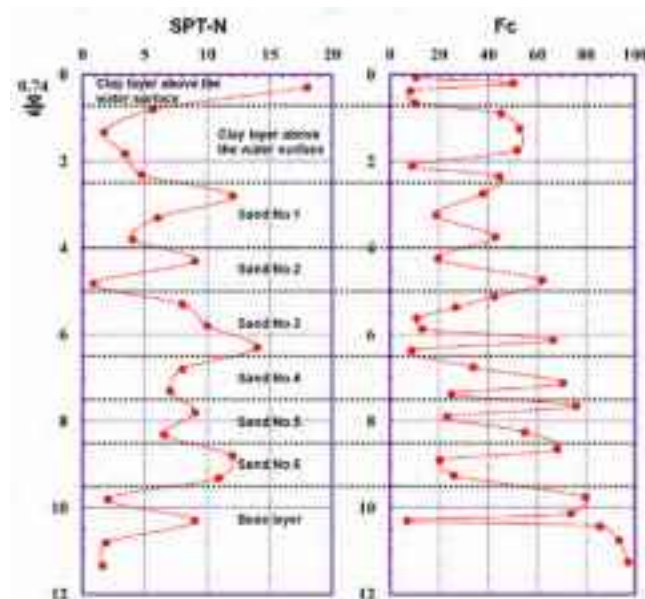 SPT-N
Fc
0 5 10 15 20
0 20 40 60 80 100
0.74
0
0
Clay layer above the
water surface
Clay layer above
the water surface
2
2
Sand No.1
4
Sand No.2
Sand No.3
6
6
Sand No.4
8
8
Sand No.5
Sand No.6
10
10
Base layer
12
12